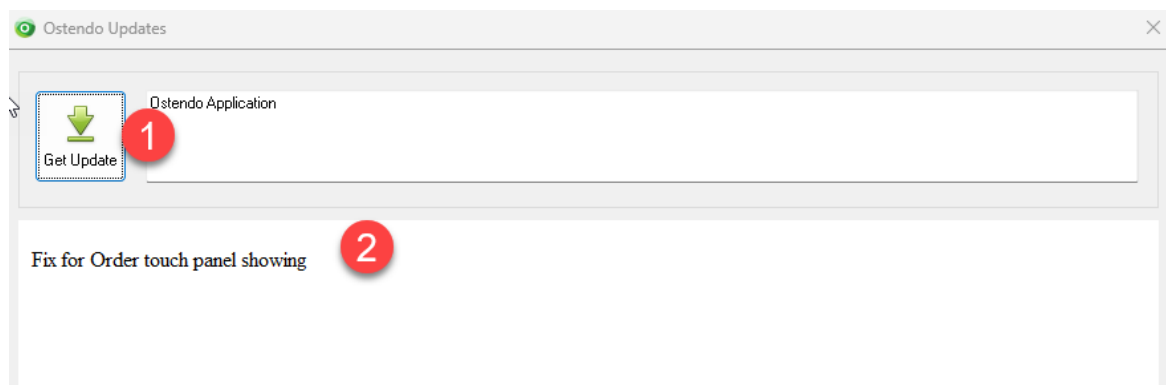 Ostendo Updates
Ostendo Application
1
Get Update
2
Fix for Order touch panel showing